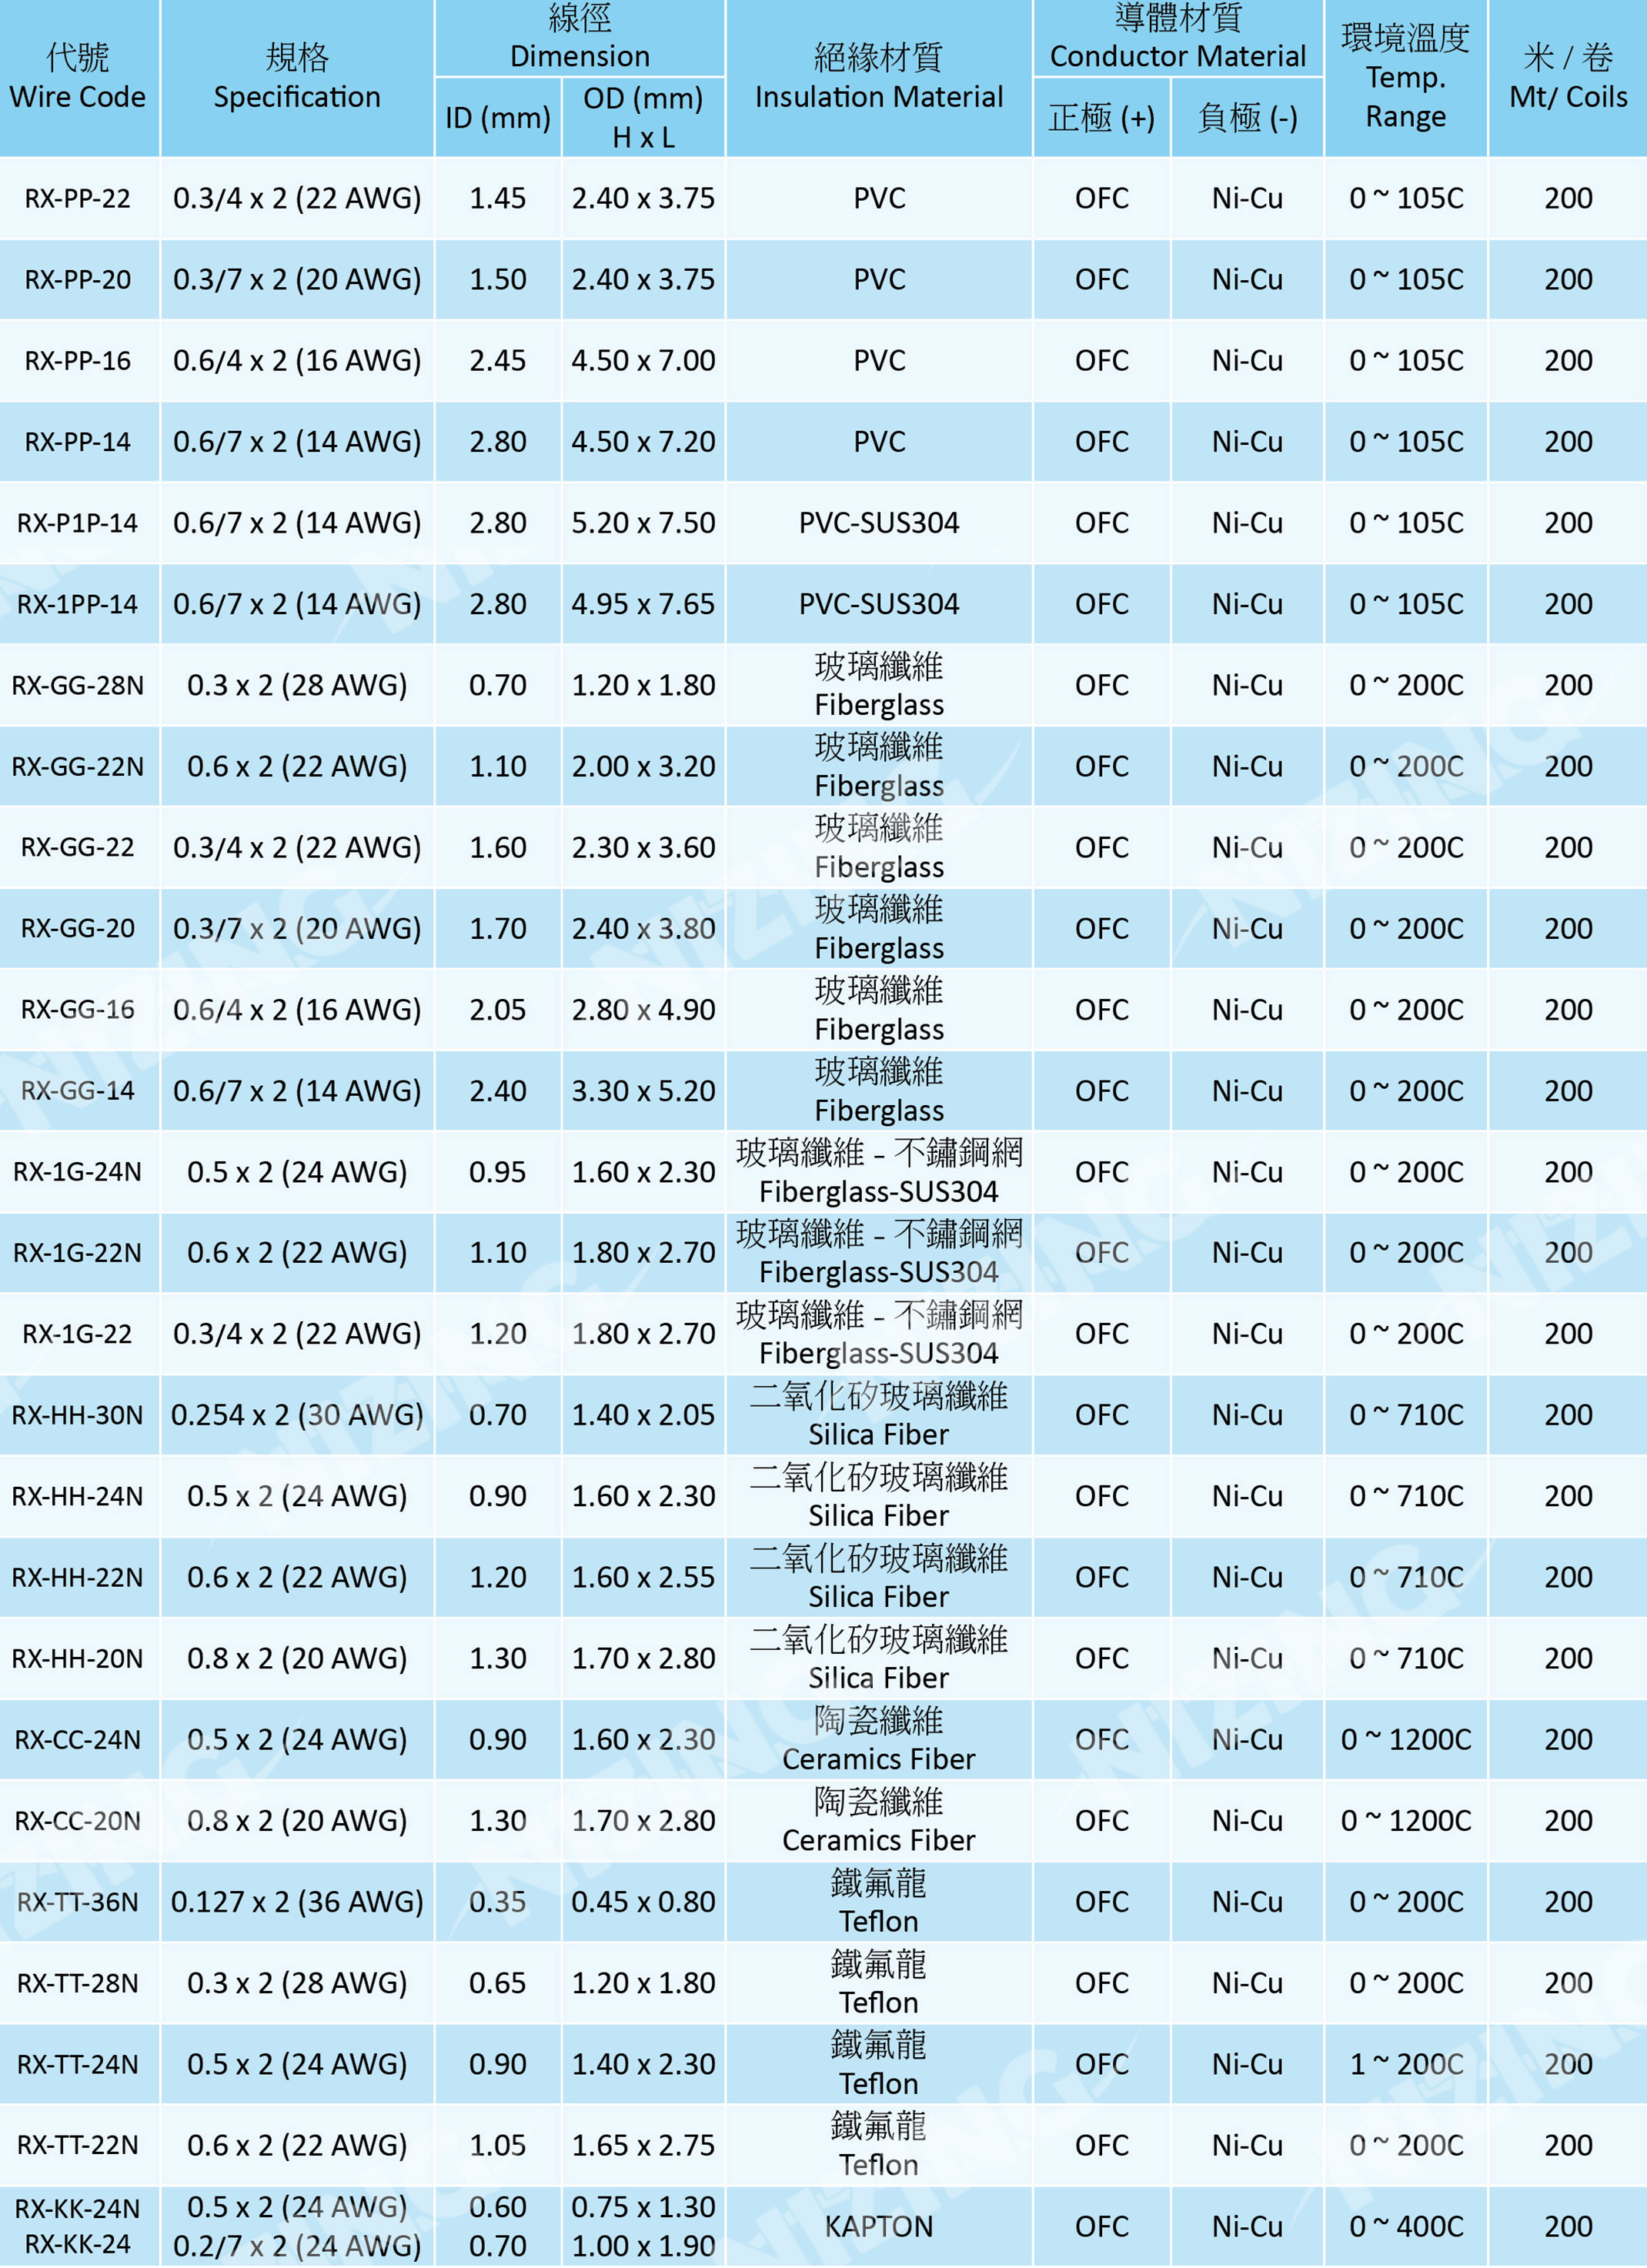 代號 Wire Code | 規格 Specification | 線徑 Dimension | 絕緣材質 Insulation Material | 導體材質 Conductor Material | 環境溫度 Temp. Range | 米 / 卷 Mt/ Coils
ID (mm) | OD (mm) H x L | 正極 (+) | 負極 (-)
RX-PP-22 | 0.3/4 x 2 (22 AWG) | 1.45 | 2.40 x 3.75 | PVC | OFC | Ni-Cu | 0 ~ 105C | 200
RX-PP-20 | 0.3/7 x 2 (20 AWG) | 1.50 | 2.40 x 3.75 | PVC | OFC | Ni-Cu | 0 ~ 105C | 200
RX-PP-16 | 0.6/4 x 2 (16 AWG) | 2.45 | 4.50 x 7.00 | PVC | OFC | Ni-Cu | 0 ~ 105C | 200
RX-PP-14 | 0.6/7 x 2 (14 AWG) | 2.80 | 4.50 x 7.20 | PVC | OFC | Ni-Cu | 0 ~ 105C | 200
RX-P1P-14 | 0.6/7 x 2 (14 AWG) | 2.80 | 5.20 x 7.50 | PVC-SUS304 | OFC | Ni-Cu | 0 ~ 105C | 200
RX-1PP-14 | 0.6/7 x 2 (14 AWG) | 2.80 | 4.95 x 7.65 | PVC-SUS304 | OFC | Ni-Cu | 0 ~ 105C | 200
RX-GG-28N | 0.3 x 2 (28 AWG) | 0.70 | 1.20 x 1.80 | 玻璃纖維 Fiberglass | OFC | Ni-Cu | 0 ~ 200C | 200
RX-GG-22N | 0.6 x 2 (22 AWG) | 1.10 | 2.00 x 3.20 | 玻璃纖維 Fiberglass | OFC | Ni-Cu | 0 ~ 200C | 200
RX-GG-22 | 0.3/4 x 2 (22 AWG) | 1.60 | 2.30 x 3.60 | 玻璃纖維 Fiberglass | OFC | Ni-Cu | 0 ~ 200C | 200
RX-GG-20 | 0.3/7 x 2 (20 AWG) | 1.70 | 2.40 x 3.80 | 玻璃纖維 Fiberglass | OFC | Ni-Cu | 0 ~ 200C | 200
RX-GG-16 | 0.6/4 x 2 (16 AWG) | 2.05 | 2.80 x 4.90 | 玻璃纖維 Fiberglass | OFC | Ni-Cu | 0 ~ 200C | 200
RX-GG-14 | 0.6/7 x 2 (14 AWG) | 2.40 | 3.30 x 5.20 | 玻璃纖維 Fiberglass | OFC | Ni-Cu | 0 ~ 200C | 200
RX-1G-24N | 0.5 x 2 (24 AWG) | 0.95 | 1.60 x 2.30 | 玻璃纖維 - 不鏽鋼網 Fiberglass-SUS304 | OFC | Ni-Cu | 0 ~ 200C | 200
RX-1G-22N | 0.6 x 2 (22 AWG) | 1.10 | 1.80 x 2.70 | 玻璃纖維 - 不鏽鋼網 Fiberglass-SUS304 | OFC | Ni-Cu | 0 ~ 200C | 200
RX-1G-22 | 0.3/4 x 2 (22 AWG) | 1.20 | 1.80 x 2.70 | 玻璃纖維 - 不鏽鋼網 Fiberglass-SUS304 | OFC | Ni-Cu | 0 ~ 200C | 200
RX-HH-30N | 0.254 x 2 (30 AWG) | 0.70 | 1.40 x 2.05 | 二氧化矽玻璃纖維 Silica Fiber | OFC | Ni-Cu | 0 ~ 710C | 200
RX-HH-24N | 0.5 x 2 (24 AWG) | 0.90 | 1.60 x 2.30 | 二氧化矽玻璃纖維 Silica Fiber | OFC | Ni-Cu | 0 ~ 710C | 200
RX-HH-22N | 0.6 x 2 (22 AWG) | 1.20 | 1.60 x 2.55 | 二氧化矽玻璃纖維 Silica Fiber | OFC | Ni-Cu | 0 ~ 710C | 200
RX-HH-20N | 0.8 x 2 (20 AWG) | 1.30 | 1.70 x 2.80 | 二氧化矽玻璃纖維 Silica Fiber | OFC | Ni-Cu | 0 ~ 710C | 200
RX-CC-24N | 0.5 x 2 (24 AWG) | 0.90 | 1.60 x 2.30 | 陶瓷纖維 Ceramics Fiber | OFC | Ni-Cu | 0 ~ 1200C | 200
RX-CC-20N | 0.8 x 2 (20 AWG) | 1.30 | 1.70 x 2.80 | 陶瓷纖維 Ceramics Fiber | OFC | Ni-Cu | 0 ~ 1200C | 200
RX-TT-36N | 0.127 x 2 (36 AWG) | 0.35 | 0.45 x 0.80 | 鐵氟龍 Teflon | OFC | Ni-Cu | 0 ~ 200C | 200
RX-TT-28N | 0.3 x 2 (28 AWG) | 0.65 | 1.20 x 1.80 | 鐵氟龍 Teflon | OFC | Ni-Cu | 0 ~ 200C | 200
RX-TT-24N | 0.5 x 2 (24 AWG) | 0.90 | 1.40 x 2.30 | 鐵氟龍 Teflon | OFC | Ni-Cu | 1 ~ 200C | 200
RX-TT-22N | 0.6 x 2 (22 AWG) | 1.05 | 1.65 x 2.75 | 鐵氟龍 Teflon | OFC | Ni-Cu | 0 ~ 200C | 200
RX-KK-24N | 0.5 x 2 (24 AWG) | 0.60 | 0.75 x 1.30 | KAPTON | OFC | Ni-Cu | 0 ~ 400C | 200
RX-KK-24 | 0.2/7 x 2 (24 AWG) | 0.70 | 1.00 x 1.90
NIZING